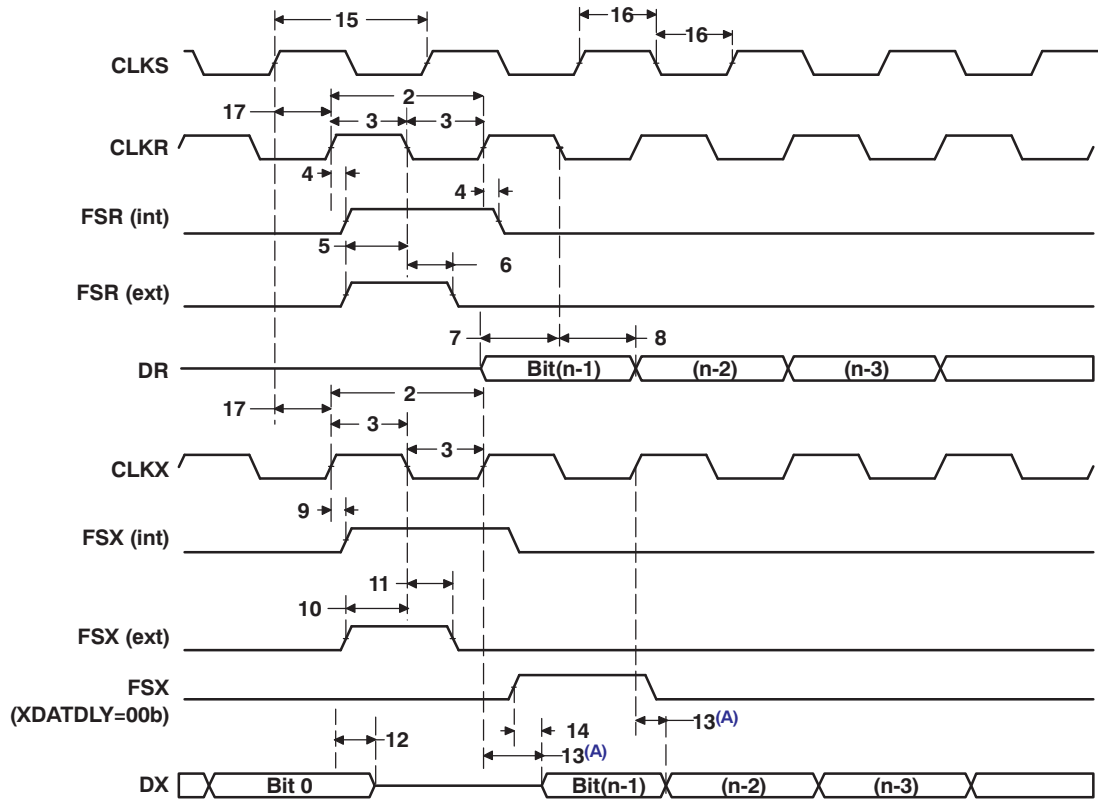 15
16
16
CLKS
2
17
3
3
CLKR
4
4
FSR (int)
5
6
FSR (ext)
7
8
DR
Bit(n-1)
(n-2)
(n-3)
2
17
3
3
CLKX
9
FSX (int)
11
10
FSX (ext)
FSX
(XDATDLY=00b)
14
13(A)
12
13(A)
DX
Bit 0
Bit(n-1)
(n-2)
(n-3)